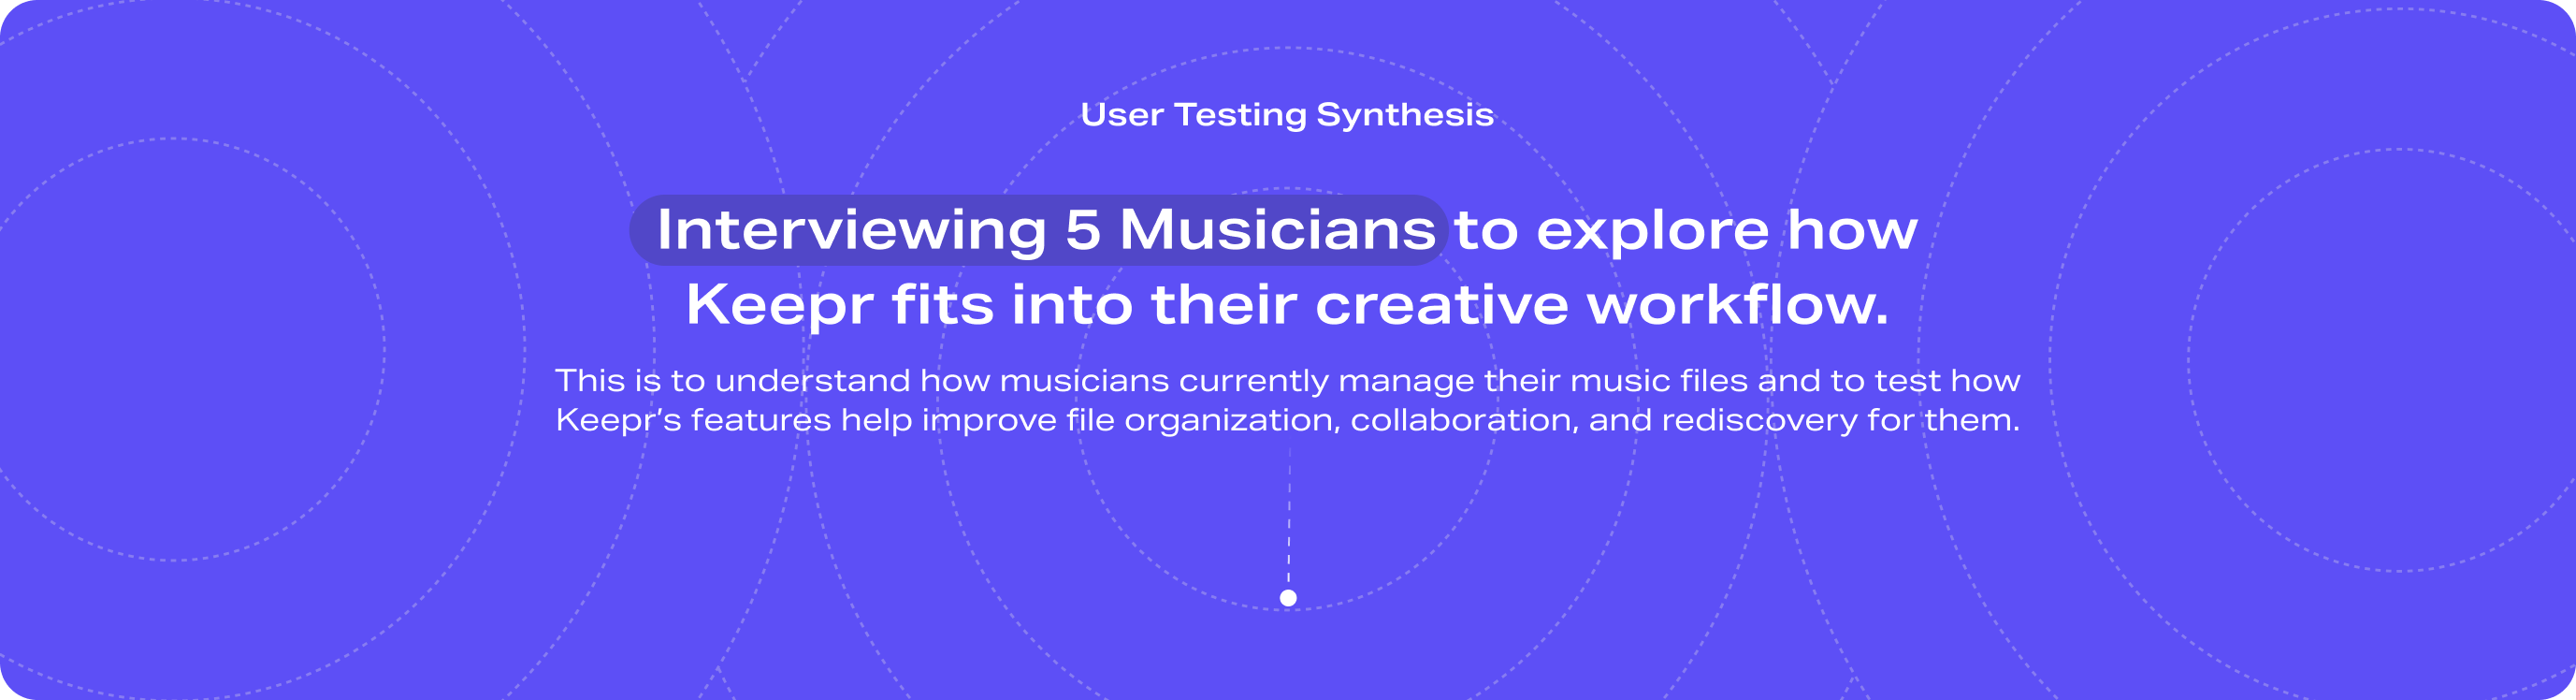 User Testing Synthesis
Interviewing 5 Musicians to explore how
Keepr fits into their creative workflow.
This is to understand how musicians currently manage their music files and to test how
Keepr’s features help improve file organization, collaboration, and rediscovery for them.